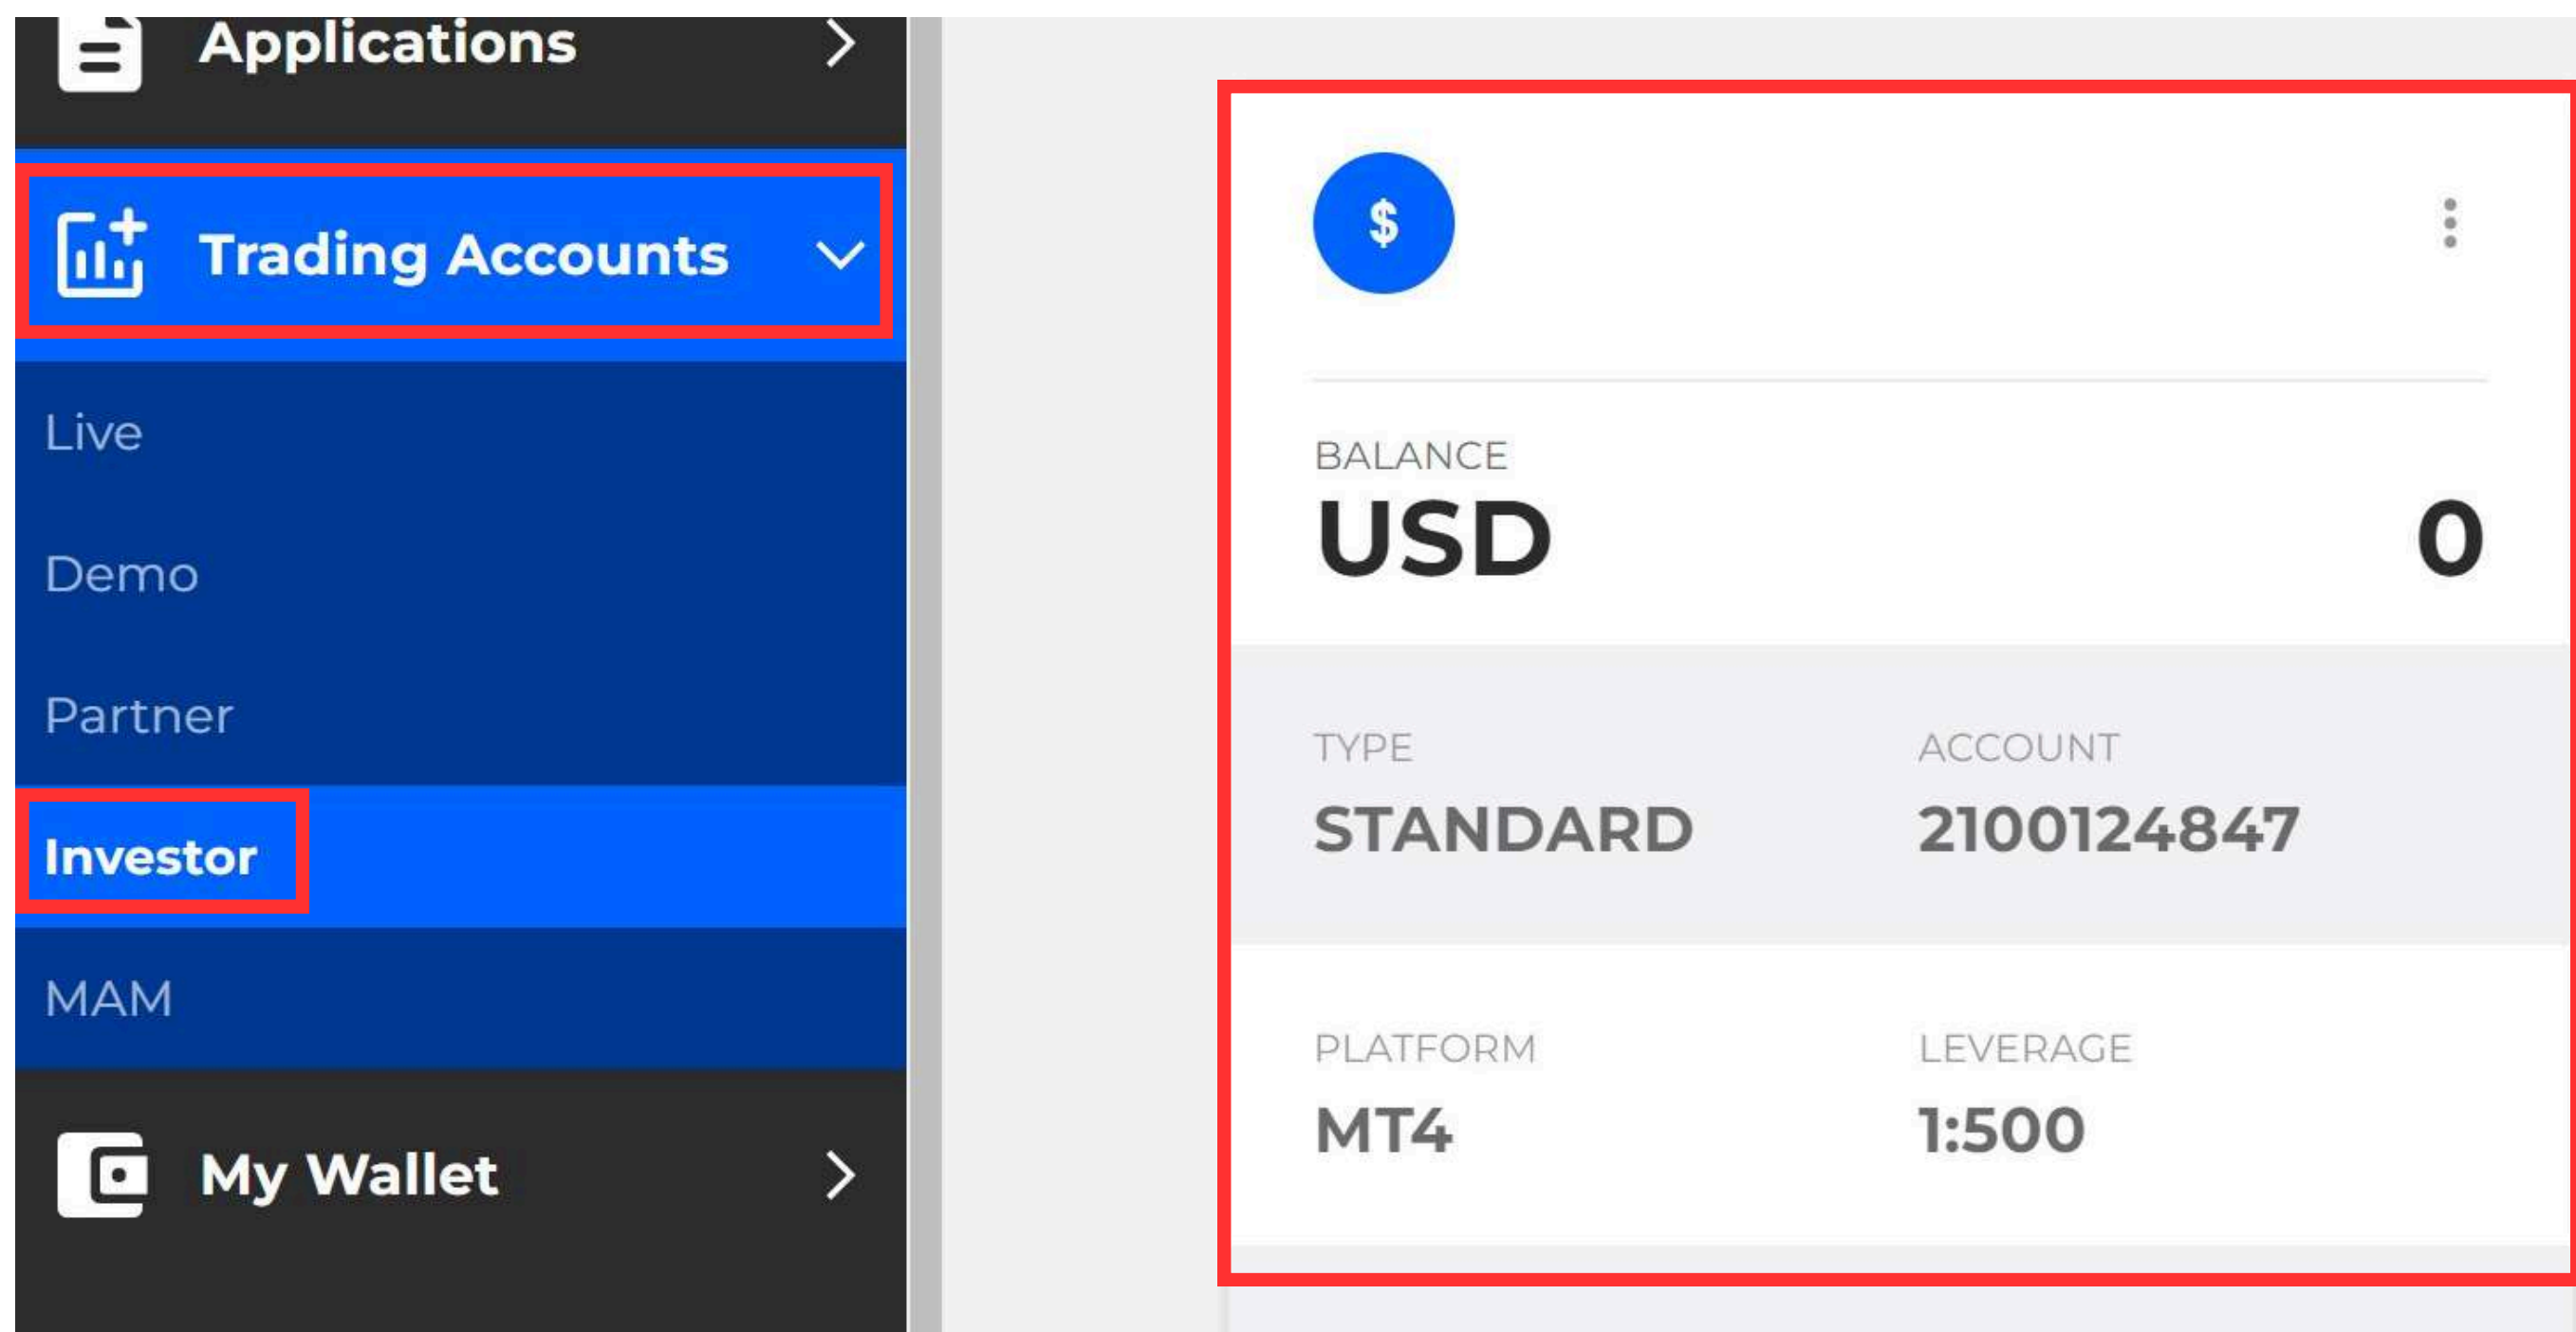 Applications
Trading Accounts
Live
Demo
Partner
Investor
MAM
My Wallet
$
BALANCE
USD 0
TYPE ACCOUNT
STANDARD 2100124847
PLATFORM LEVERAGE
MT4 1:500